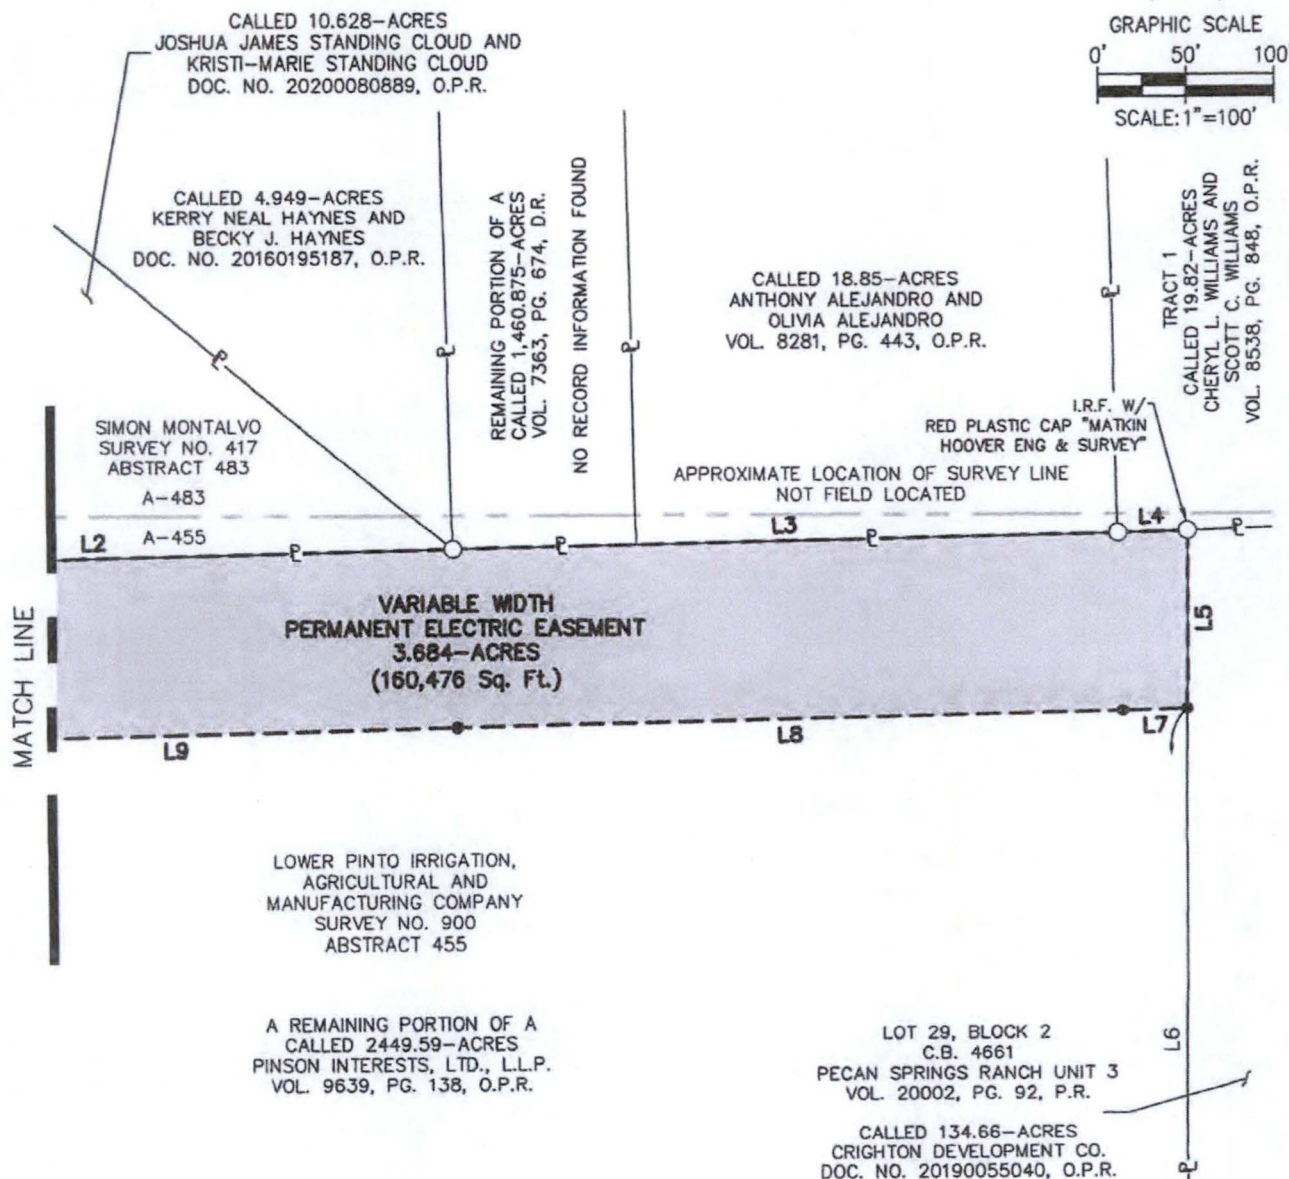 CALLED 10.628-ACRES
JOSHUA JAMES STANDING CLOUD AND
KRISTI-MARIE STANDING CLOUD
DOC. NO. 20200080889, O.P.R.
GRAPHIC SCALE
0' 50' 100'
SCALE: 1"=100'
CALLED 4.949-ACRES
KERRY NEAL HAYNES AND
BECKY J. HAYNES
DOC. NO. 20160195187, O.P.R.
REMAINING PORTION OF A
CALLED 1,460.875-ACRES
VOL. 7363, PG. 674, D.R.
NO RECORD INFORMATION FOUND
CALLED 18.85-ACRES
ANTHONY ALEJANDRO AND
OLIVIA ALEJANDRO
VOL. 8281, PG. 443, O.P.R.
TRACT 1
CALLED 19.82-ACRES
CHERYL L. WILLIAMS AND
SCOTT C. WILLIAMS
VOL. 8538, PG. 848, O.P.R.
I.R.F. W/
RED PLASTIC CAP "MATKIN
HOOVER ENG & SURVEY"
SIMON MONTALVO
SURVEY NO. 417
ABSTRACT 483
A-483
APPROXIMATE LOCATION OF SURVEY LINE
NOT FIELD LOCATED
L2
A-455
L3
L4
VARIABLE WIDTH
PERMANENT ELECTRIC EASEMENT
3.684-ACRES
(160,476 Sq. Ft.)
L5
MATCH LINE
L9
L8
L7
LOWER PINTO IRRIGATION,
AGRICULTURAL AND
MANUFACTURING COMPANY
SURVEY NO. 900
ABSTRACT 455
A REMAINING PORTION OF A
CALLED 2449.59-ACRES
PINSON INTERESTS, LTD., L.L.P.
VOL. 9639, PG. 138, O.P.R.
L6
LOT 29, BLOCK 2
C.B. 4661
PECAN SPRINGS RANCH UNIT 3
VOL. 20002, PG. 92, P.R.
CALLED 134.66-ACRES
CRIGHTON DEVELOPMENT CO.
DOC. NO. 20190055040, O.P.R.